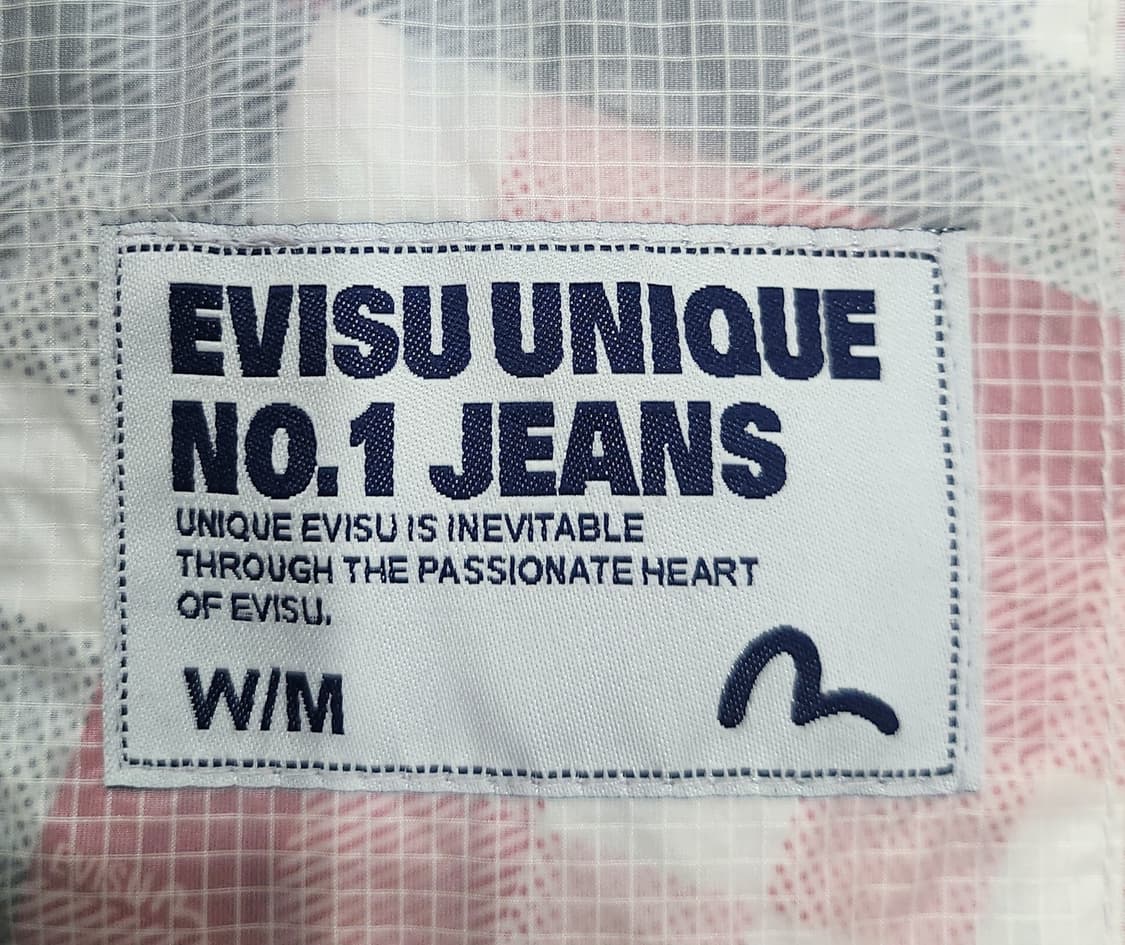 EVISU UNIQUE
NO.1 JEANS
UNIQUE EVISU IS INEVITABLE
THROUGH THE PASSIONATE HEART
OF EVISU.
W/M